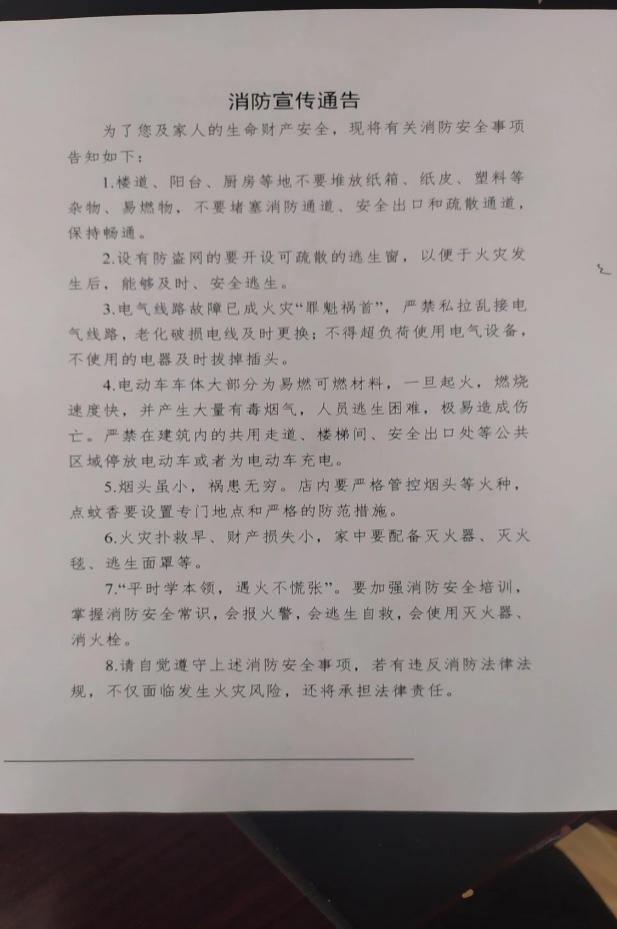 消防宣传通告
为了您及家人的生命财产安全，现将有关消防安全事项
告知如下：
1.楼道、阳台、厨房等地不要堆放纸箱、纸皮、塑料等
杂物、易燃物，不要堵塞消防通道、安全出口和疏散通道，
保持畅通。
2.设有防盗网的要开设可疏散的逃生窗，以便于火灾发
生后，能够及时、安全逃生。
3.电气线路故障已成火灾“罪魁祸首”，严禁私拉乱接电
气线路，老化破损电线及时更换；不得超负荷使用电气设备，
不使用的电器及时拔掉插头。
4.电动车车体大部分为易燃可燃材料，一旦起火，燃烧
速度快，并产生大量有毒烟气，人员逃生困难，极易造成伤
亡。严禁在建筑内的共用走道、楼梯间、安全出口处等公共
区域停放电动车或者为电动车充电。
5.烟头虽小，祸患无穷。店内要严格管控烟头等火种，
点蚊香要设置专门地点和严格的防范措施。
6.火灾扑救早、财产损失小，家中要配备灭火器、灭火
毯、逃生面罩等。
7.“平时学本领，遇火不慌张”。要加强消防安全培训，
掌握消防安全常识，会报火警，会逃生自救，会使用灭火器、
消火栓。
8.请自觉遵守上述消防安全事项，若有违反消防法律法
规，不仅面临发生火灾风险，还将承担法律责任。